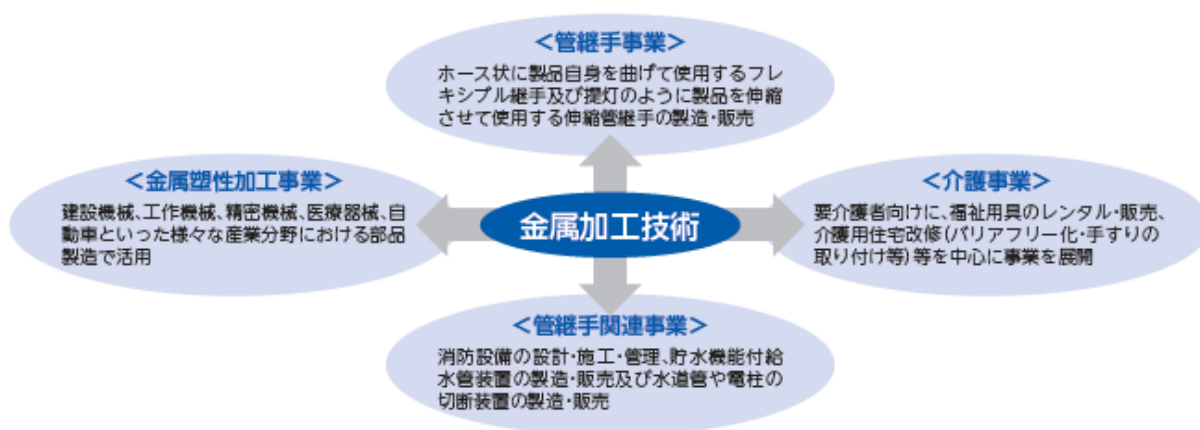 ＜管継手事業＞
ホース状に製品自身を曲げて使用するフレ
キシブル継手及び提灯のように製品を伸縮
させて使用する伸縮管継手の製造・販売
＜金属塑性加工事業＞
建設機械、工作機械、精密機械、医療器械、自
動車といった様々な産業分野における部品
製造で活用
金属加工技術
＜介護事業＞
要介護者向けに、福祉用具のレンタル・販売、
介護用住宅改修（バリアフリー化・手すりの
取り付け等）等を中心に事業を展開
＜管継手関連事業＞
消防設備の設計・施工・管理、貯水機能付給
水管装置の製造・販売及び水道管や電柱の
切断装置の製造・販売